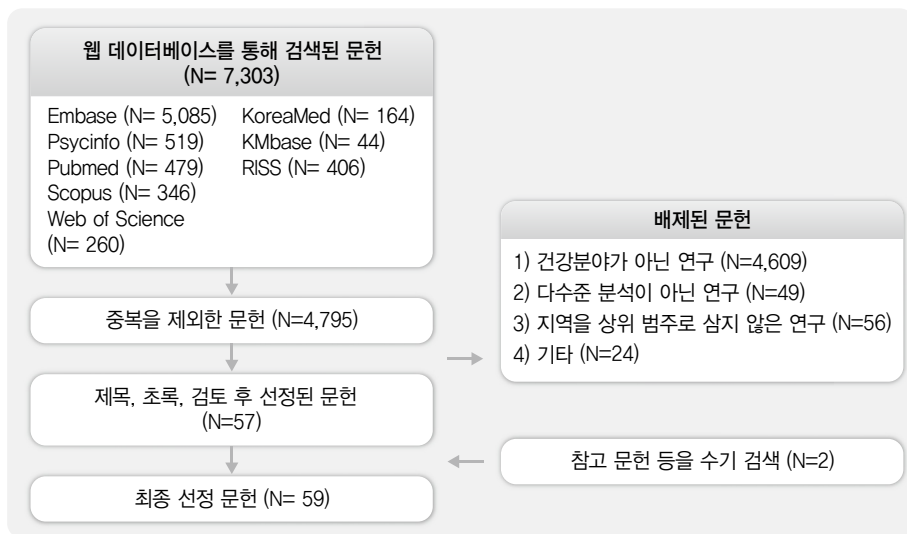 웹 데이터베이스를 통해 검색된 문헌
(N= 7,303)
Embase (N= 5,085)
Psycinfo (N= 519)
Pubmed (N= 479)
Scopus (N= 346)
Web of Science
(N= 260)
KoreaMed (N= 164)
KMbase (N= 44)
RISS (N= 406)
중복을 제외한 문헌 (N=4,795)
배제된 문헌
1) 건강분야가 아닌 연구 (N=4,609)
2) 다수준 분석이 아닌 연구 (N=49)
3) 지역을 상위 범주로 삼지 않은 연구 (N=56)
4) 기타 (N=24)
제목, 초록, 검토 후 선정된 문헌
(N=57)
참고 문헌 등을 수기 검색 (N=2)
최종 선정 문헌 (N= 59)